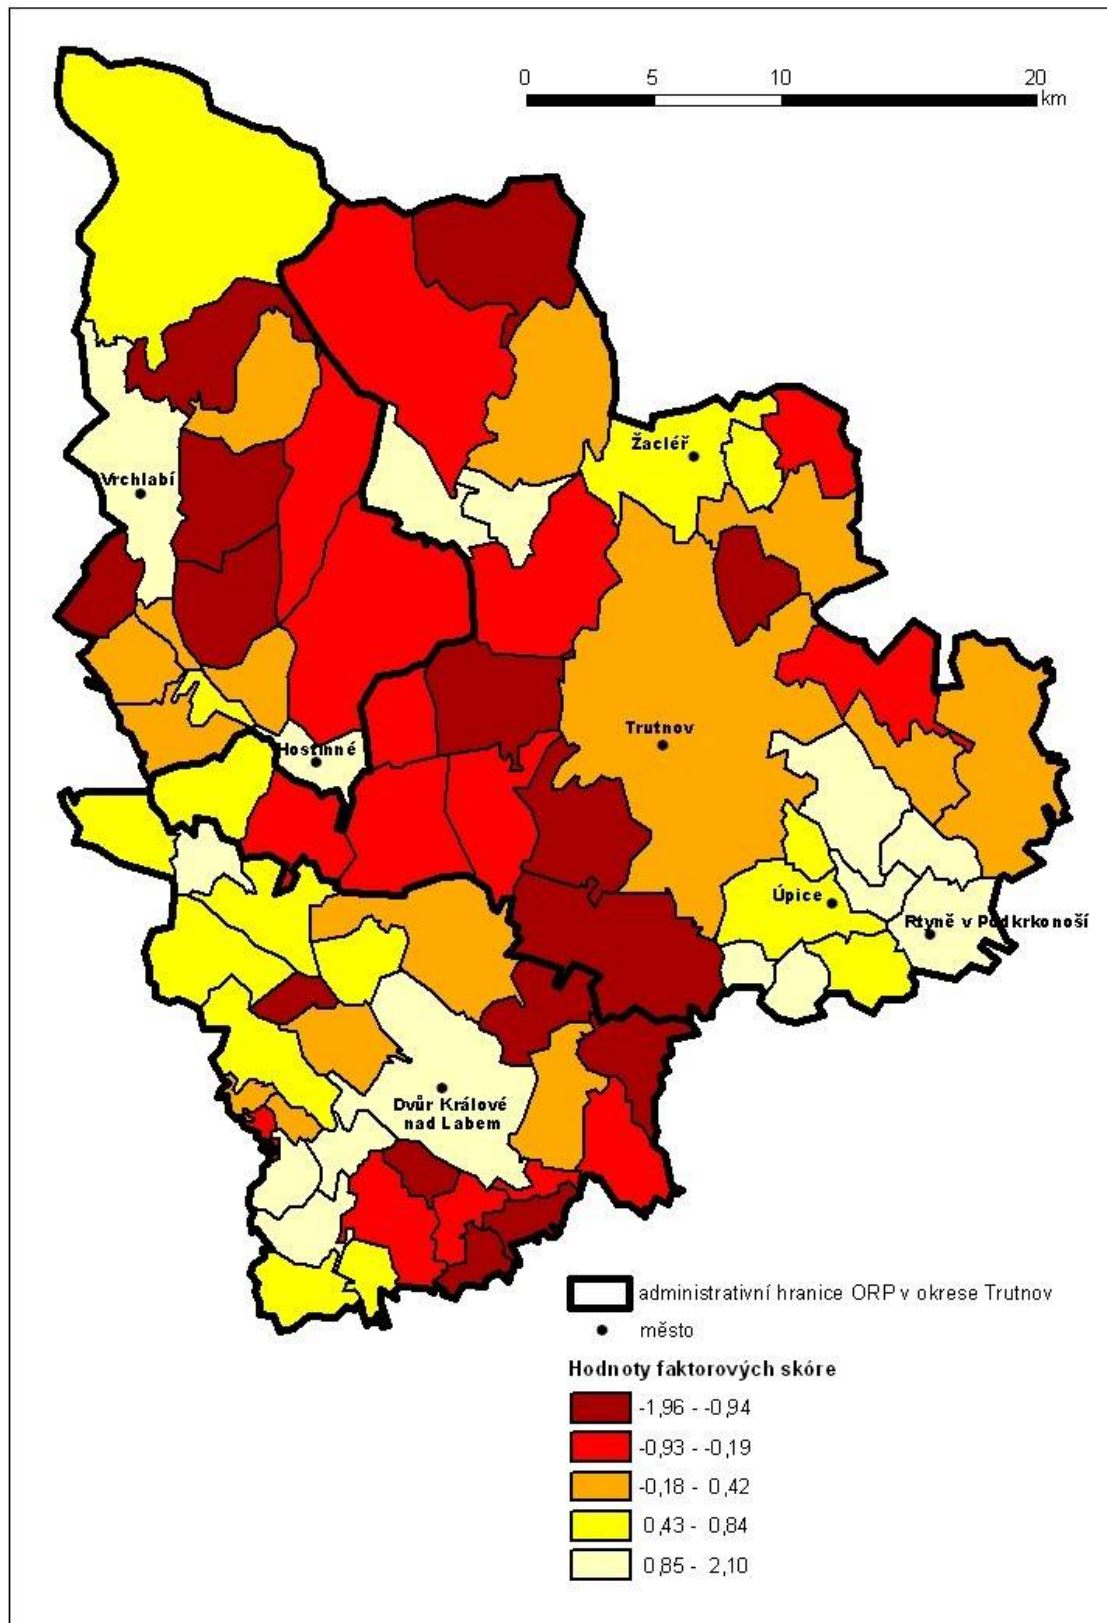 0 5 10 20
km
Žacléř
Vrchlabí
Trutnov
Hostinné
Úpice
Rtyně v Podkrkonoší
Dvůr Králové
nad Labem
administrativní hranice ORP v okrese Trutnov
město
Hodnoty faktorových skóre
-1,96 - -0,94
-0,93 - -0,19
-0,18 - 0,42
0,43 - 0,84
0,85 - 2,10